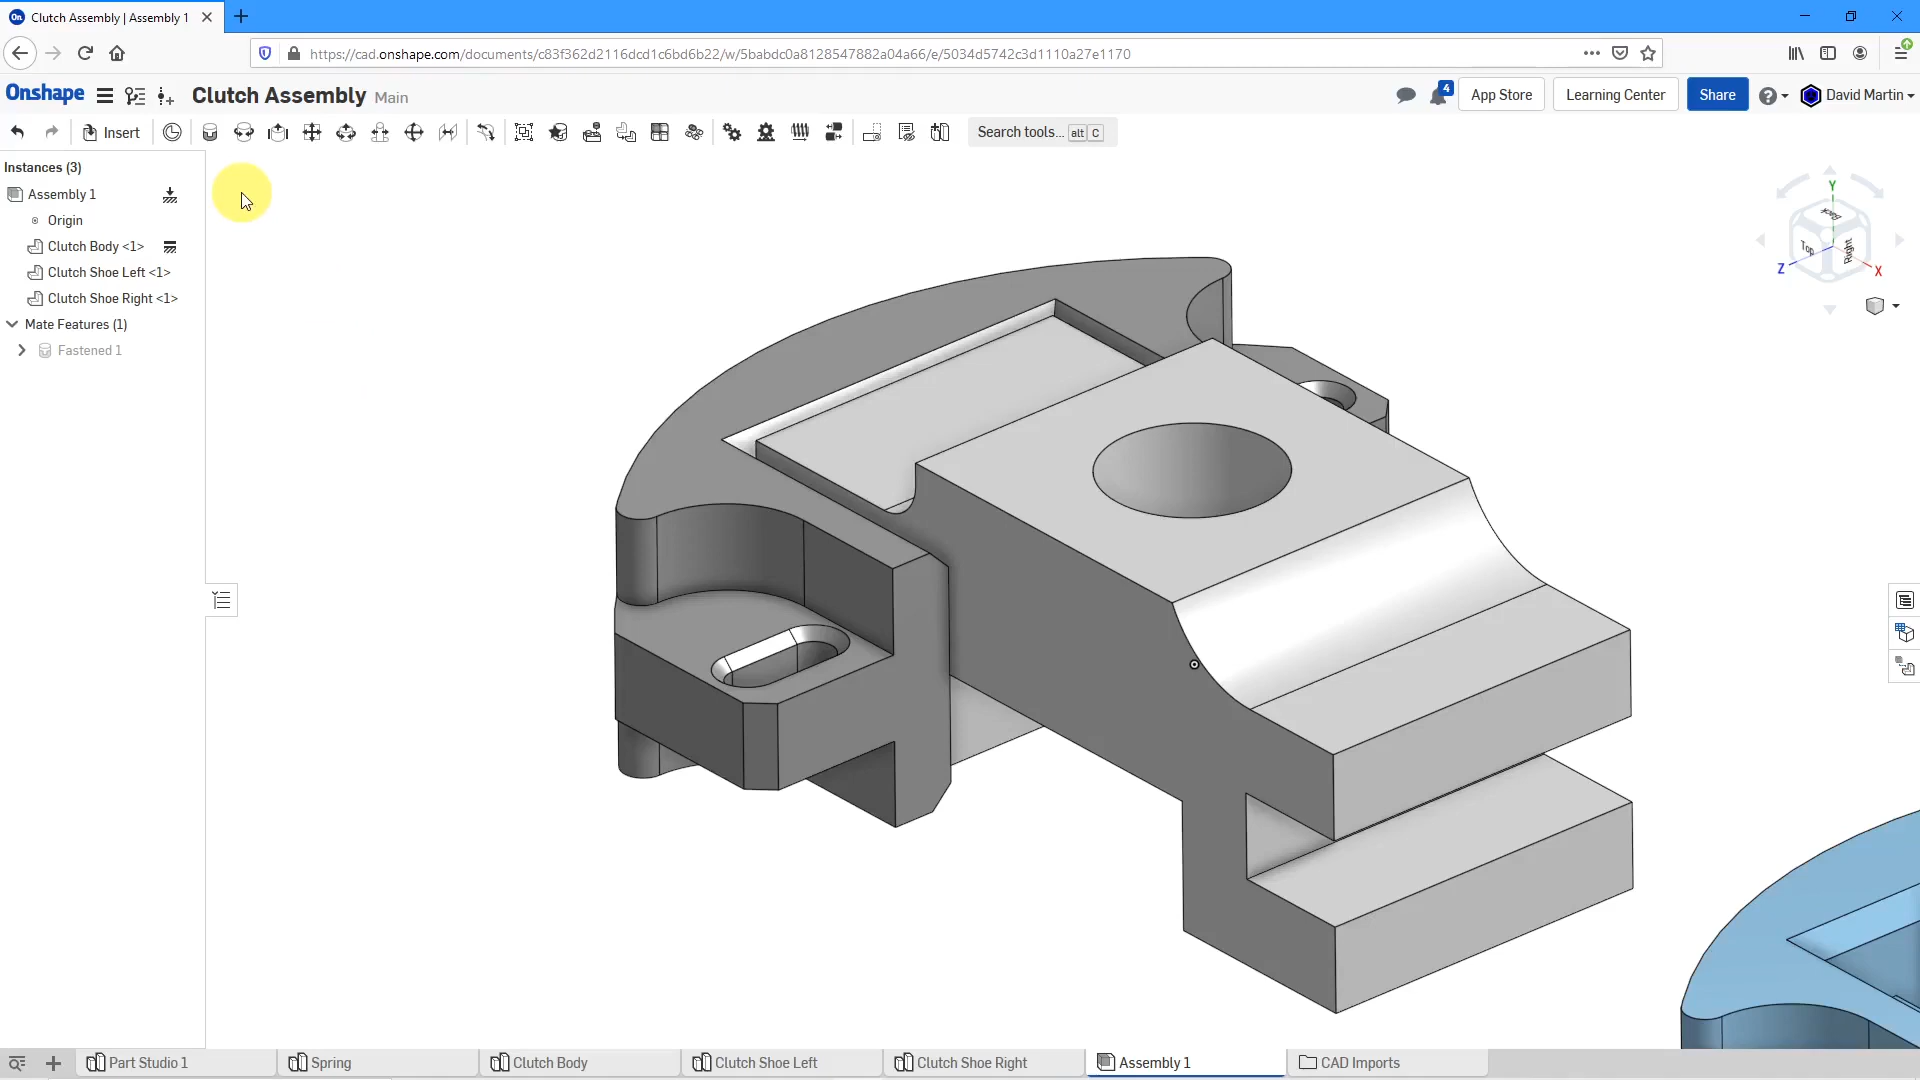 Clutch Assembly | Assembly 1
https://cad.onshape.com/documents/c83f362d2116dcd1c6bd6b22/w/5babdc0a8128547882a04a66/e/5034d5742c3d1110a27e1170
Onshape
Clutch Assembly Main
4
App Store
Learning Center
Share
David Martin
Insert
Search tools... alt C
Instances (3)
Assembly 1
Origin
Clutch Body <1>
Clutch Shoe Left <1>
Clutch Shoe Right <1>
Mate Features (1)
Fastened 1
Y
Back
Top
Right
Z
X
Part Studio 1
Spring
Clutch Body
Clutch Shoe Left
Clutch Shoe Right
Assembly 1
CAD Imports